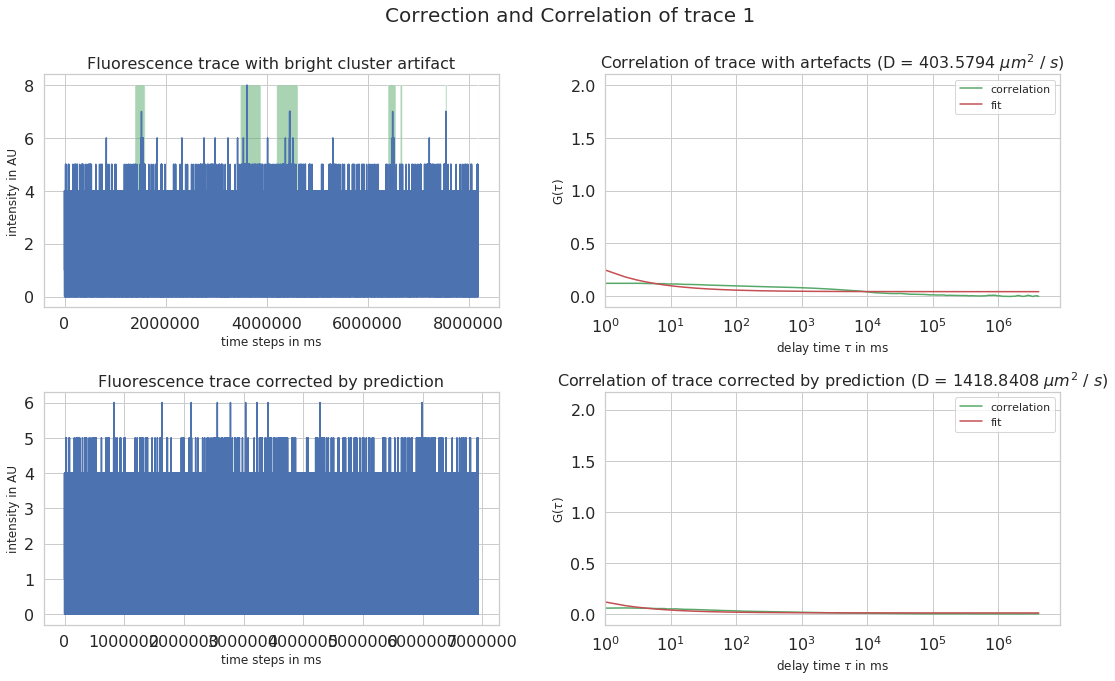 Correction and Correlation of trace 1
Fluorescence trace with bright cluster artifact
intensity in AU
8
6
4
2
0
0 2000000 4000000 6000000 8000000
time steps in ms
Correlation of trace with artefacts (D = 403.5794 μm² / s)
correlation
fit
G(τ)
2.0
1.5
1.0
0.5
0.0
10⁰ 10¹ 10² 10³ 10⁴ 10⁵ 10⁶
delay time τ in ms
Fluorescence trace corrected by prediction
intensity in AU
6
5
4
3
2
1
0
0 1000000 2000000 3000000 4000000 5000000 6000000 7000000
time steps in ms
Correlation of trace corrected by prediction (D = 1418.8408 μm² / s)
correlation
fit
G(τ)
2.0
1.5
1.0
0.5
0.0
10⁰ 10¹ 10² 10³ 10⁴ 10⁵ 10⁶
delay time τ in ms